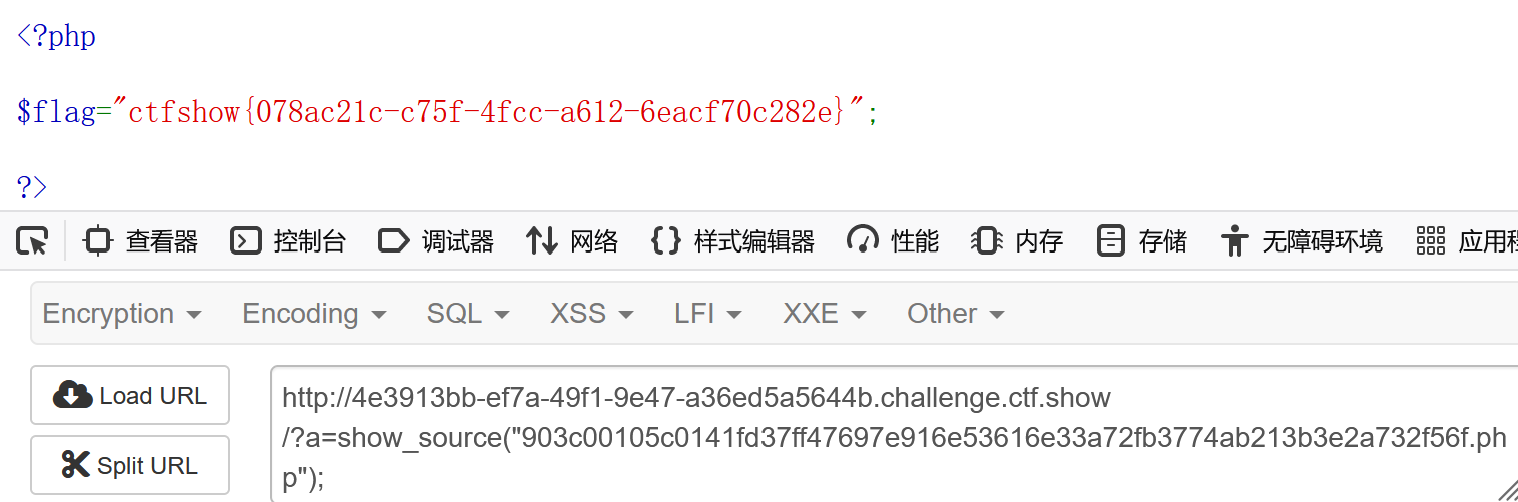 <?php
$flag="ctfshow{078ac21c-c75f-4fcc-a612-6eacf70c282e}";
?>
查看器 控制台 调试器 网络 样式编辑器 性能 内存 存储 无障碍环境 应用程
Encryption Encoding SQL XSS LFI XXE Other
Load URL
Split URL
http://4e3913bb-ef7a-49f1-9e47-a36ed5a5644b.challenge.ctf.show
/?a=show_source("903c00105c0141fd37ff47697e916e53616e33a72fb3774ab213b3e2a732f56f.ph
p");